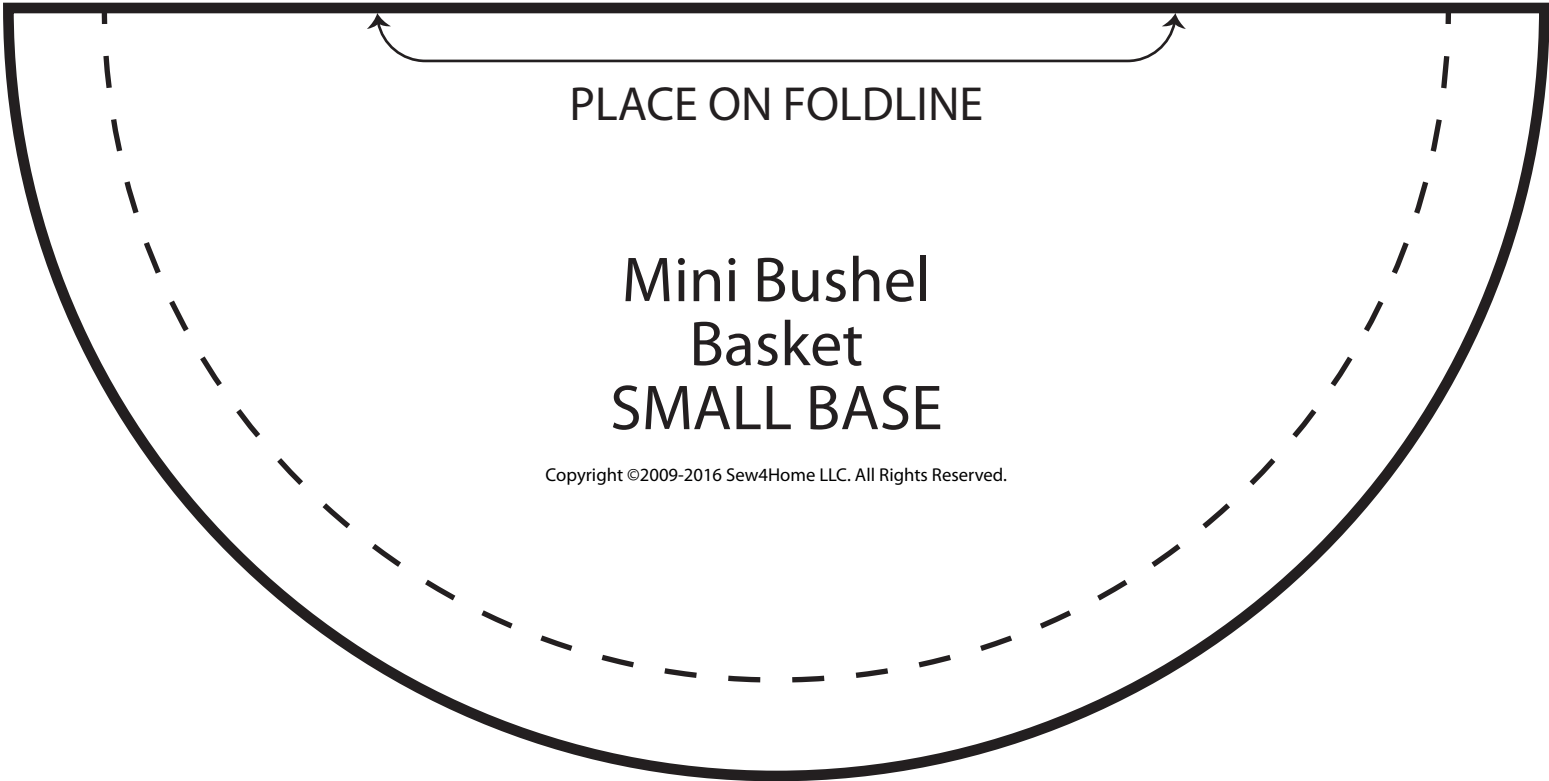 PLACE ON FOLDLINE
Mini Bushel
Basket
SMALL BASE
Copyright ©2009-2016 Sew4Home LLC. All Rights Reserved.